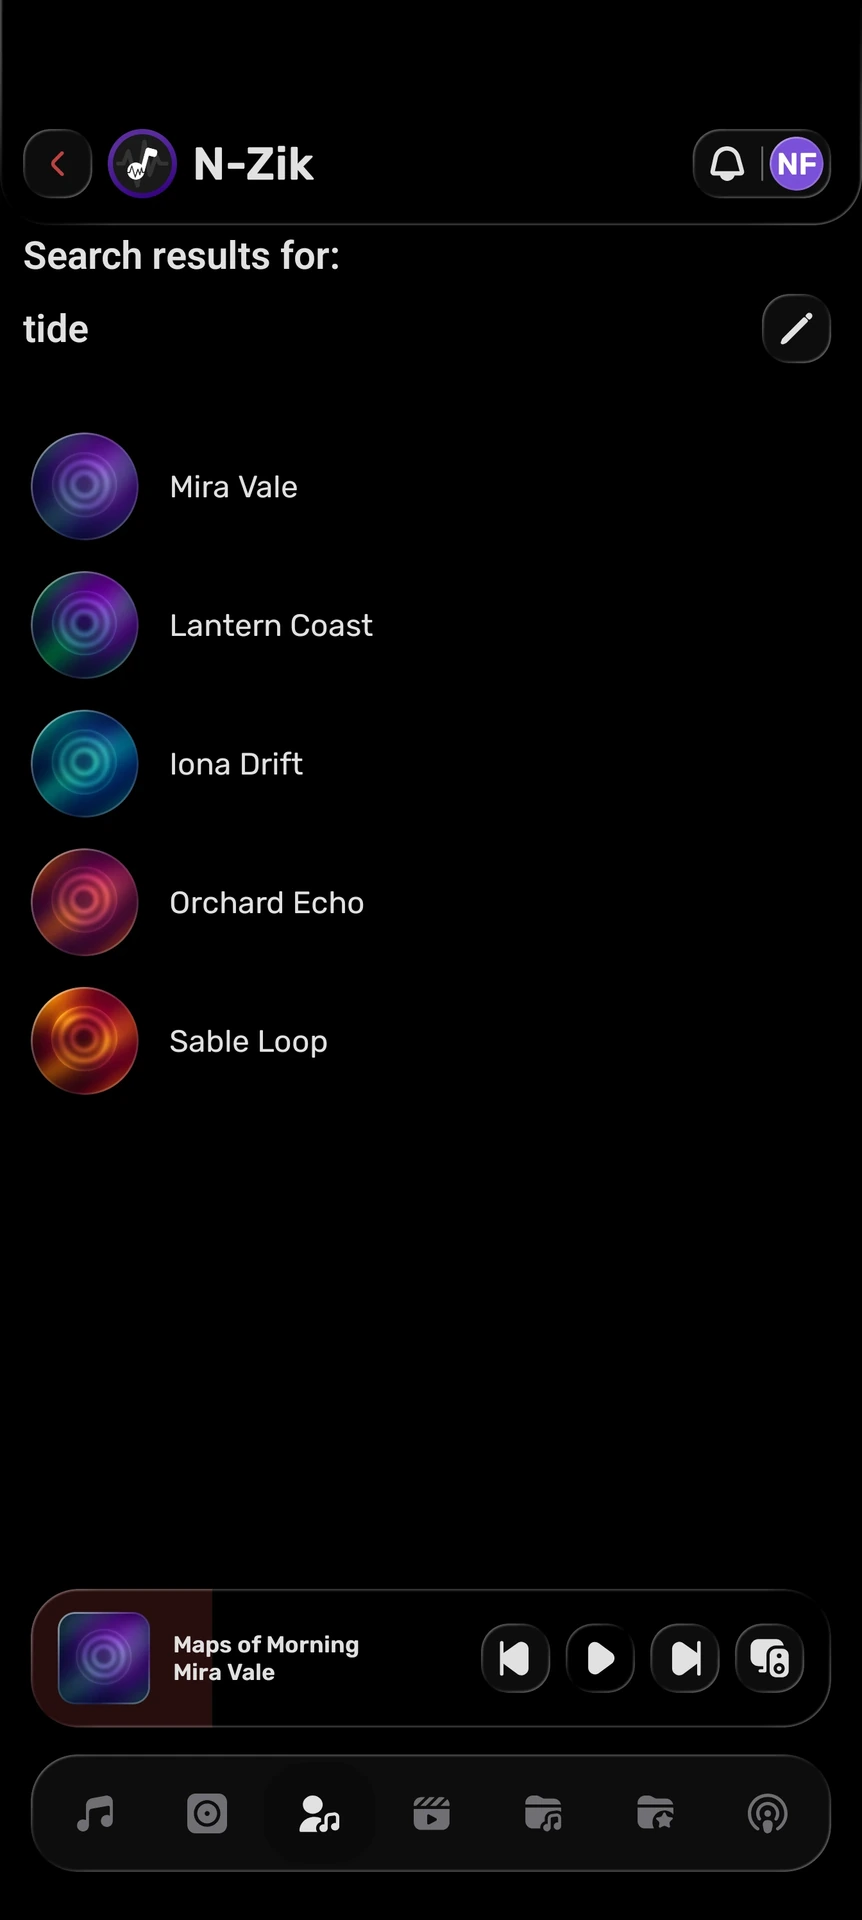 N-Zik
NF
Search results for:
tide
Mira Vale
Lantern Coast
Iona Drift
Orchard Echo
Sable Loop
Maps of Morning
Mira Vale